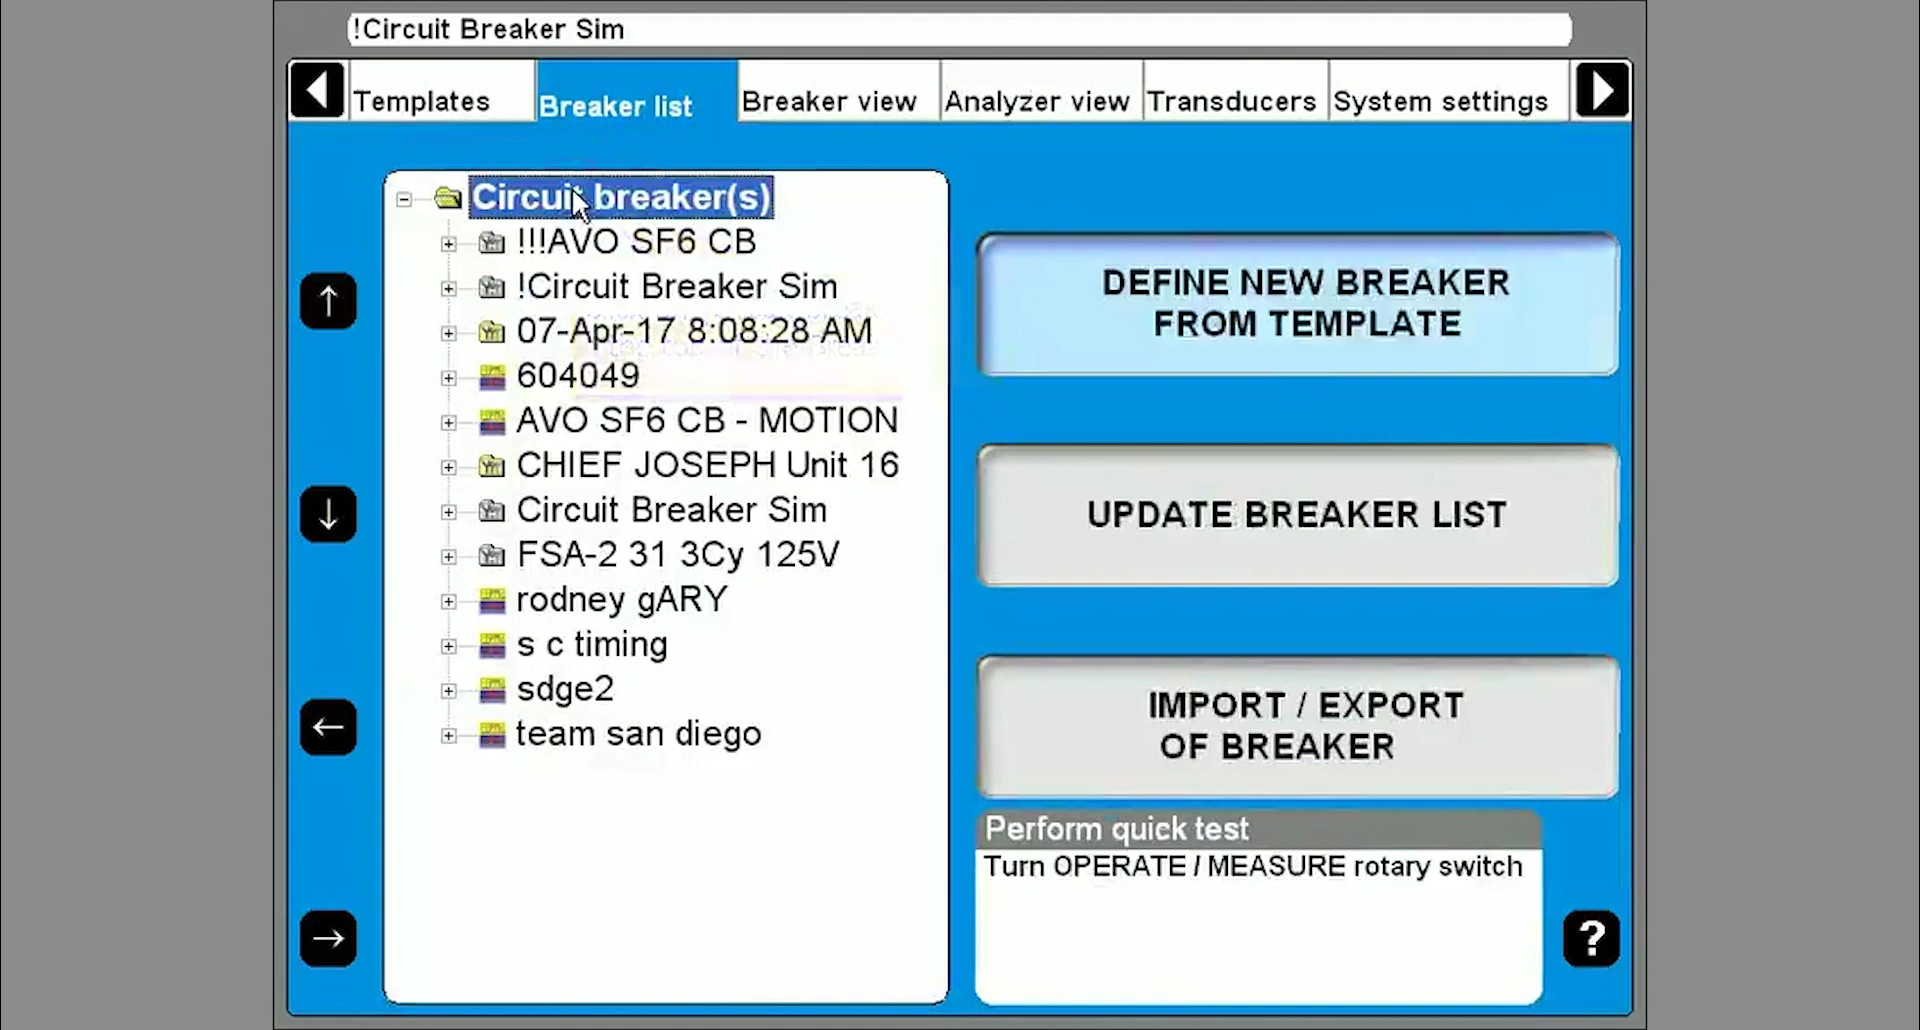 !Circuit Breaker Sim
Templates
Breaker list
Breaker view
Analyzer view
Transducers
System settings
Circuit breaker(s)
!!!AVO SF6 CB
!Circuit Breaker Sim
07-Apr-17 8:08:28 AM
604049
AVO SF6 CB - MOTION
CHIEF JOSEPH Unit 16
Circuit Breaker Sim
FSA-2 31 3Cy 125V
rodney gARY
s c timing
sdge2
team san diego
DEFINE NEW BREAKER
FROM TEMPLATE
UPDATE BREAKER LIST
IMPORT / EXPORT
OF BREAKER
Perform quick test
Turn OPERATE / MEASURE rotary switch
?